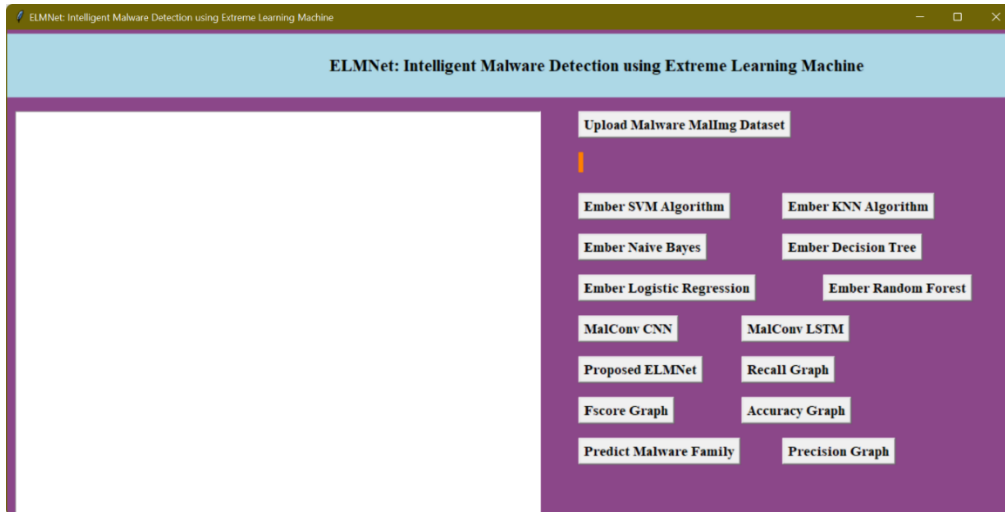 ELMNet: Intelligent Malware Detection using Extreme Learning Machine
ELMNet: Intelligent Malware Detection using Extreme Learning Machine
Upload Malware MalImg Dataset
Ember SVM Algorithm
Ember KNN Algorithm
Ember Naive Bayes
Ember Decision Tree
Ember Logistic Regression
Ember Random Forest
MalConv CNN
MalConv LSTM
Proposed ELMNet
Recall Graph
Fscore Graph
Accuracy Graph
Predict Malware Family
Precision Graph